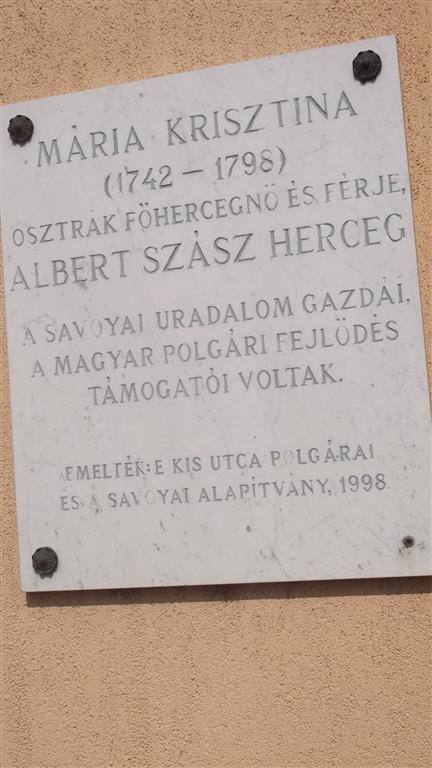 MÁRIA KRISZTINA
(1742 – 1798)
OSZTRÁK FŐHERCEGNŐ ÉS FÉRJE,
ALBERT SZÁSZ HERCEG
A SAVOYAI URADALOM GAZDÁI,
A MAGYAR POLGÁRI FEJLŐDÉS
TÁMOGATÓI VOLTAK.
EMELTÉK: E KIS UTCA POLGÁRAI
ÉS A SAVOYAI ALAPÍTVÁNY, 1998.